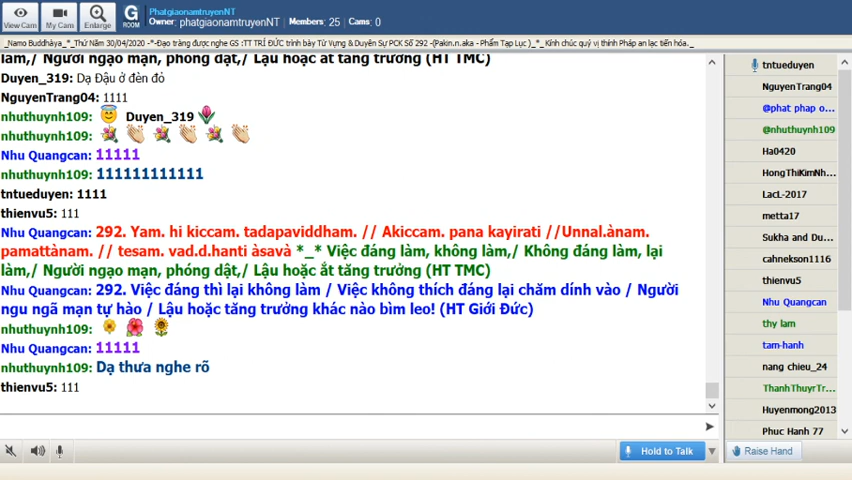 PhatgiaonamtruyenNT
Owner: phatgiaonamtruyenNT Members: 25 Cams: 0
View Cam My Cam Enlarge G ROOM
_Namo Buddhàya_*_Thứ Năm 30/04/2020 -*-Đạo tràng được nghe GS :TT TRÍ ĐỨC trình bày Từ Vựng & Duyên Sự PCK Số 292 -(Pakin.n.aka - Phẩm Tạp Lục )_*_ Kính chúc quý vị thính Pháp an lạc tiến hóa._
làm,/ Người ngạo mạn, phóng dật,/ Lậu hoặc ắt tăng trưởng (HT TMC)
Duyen_319: Dạ Đậu ở đèn đỏ
NguyenTrang04: 1111
nhuthuynh109: Duyen_319
nhuthuynh109:
Nhu Quangcan: 11111
nhuthuynh109: 111111111111
tntueduyen: 1111
thienvu5: 111
Nhu Quangcan: 292. Yam. hi kiccam. tadapaviddham. // Akiccam. pana kayirati //Unnal.ànam.
pamattànam. // tesam. vad.d.hanti àsavà *_* Việc đáng làm, không làm,/ Không đáng làm, lại
làm,/ Người ngạo mạn, phóng dật,/ Lậu hoặc ắt tăng trưởng (HT TMC)
Nhu Quangcan: 292. Việc đáng thì lại không làm / Việc không thích đáng lại chăm dính vào / Người
ngu ngã mạn tự hào / Lậu hoặc tăng trưởng khác nào bìm leo! (HT Giới Đức)
nhuthuynh109:
Nhu Quangcan: 11111
nhuthuynh109: Dạ thưa nghe rõ
thienvu5: 111
tntueduyen
NguyenTrang04
@phat phap o...
@nhuthuynh109
Ha0420
HongThiKimNh...
LacL-2017
metta17
Sukha and Du...
cahnekson1116
thienvu5
Nhu Quangcan
thy lam
tam-hanh
nang chieu_24
ThanhThuyrTr...
Huyenmong2013
Phuc Hanh 77
Hold to Talk
Raise Hand